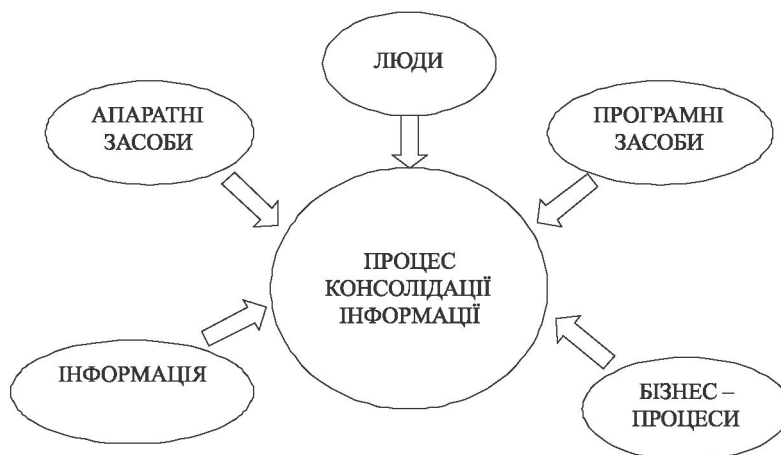 ЛЮДИ
АПАРАТНІ
ЗАСОБИ
ПРОГРАМНІ
ЗАСОБИ
ПРОЦЕС
КОНСОЛІДАЦІЇ
ІНФОРМАЦІЇ
ІНФОРМАЦІЯ
БІЗНЕС –
ПРОЦЕСИ